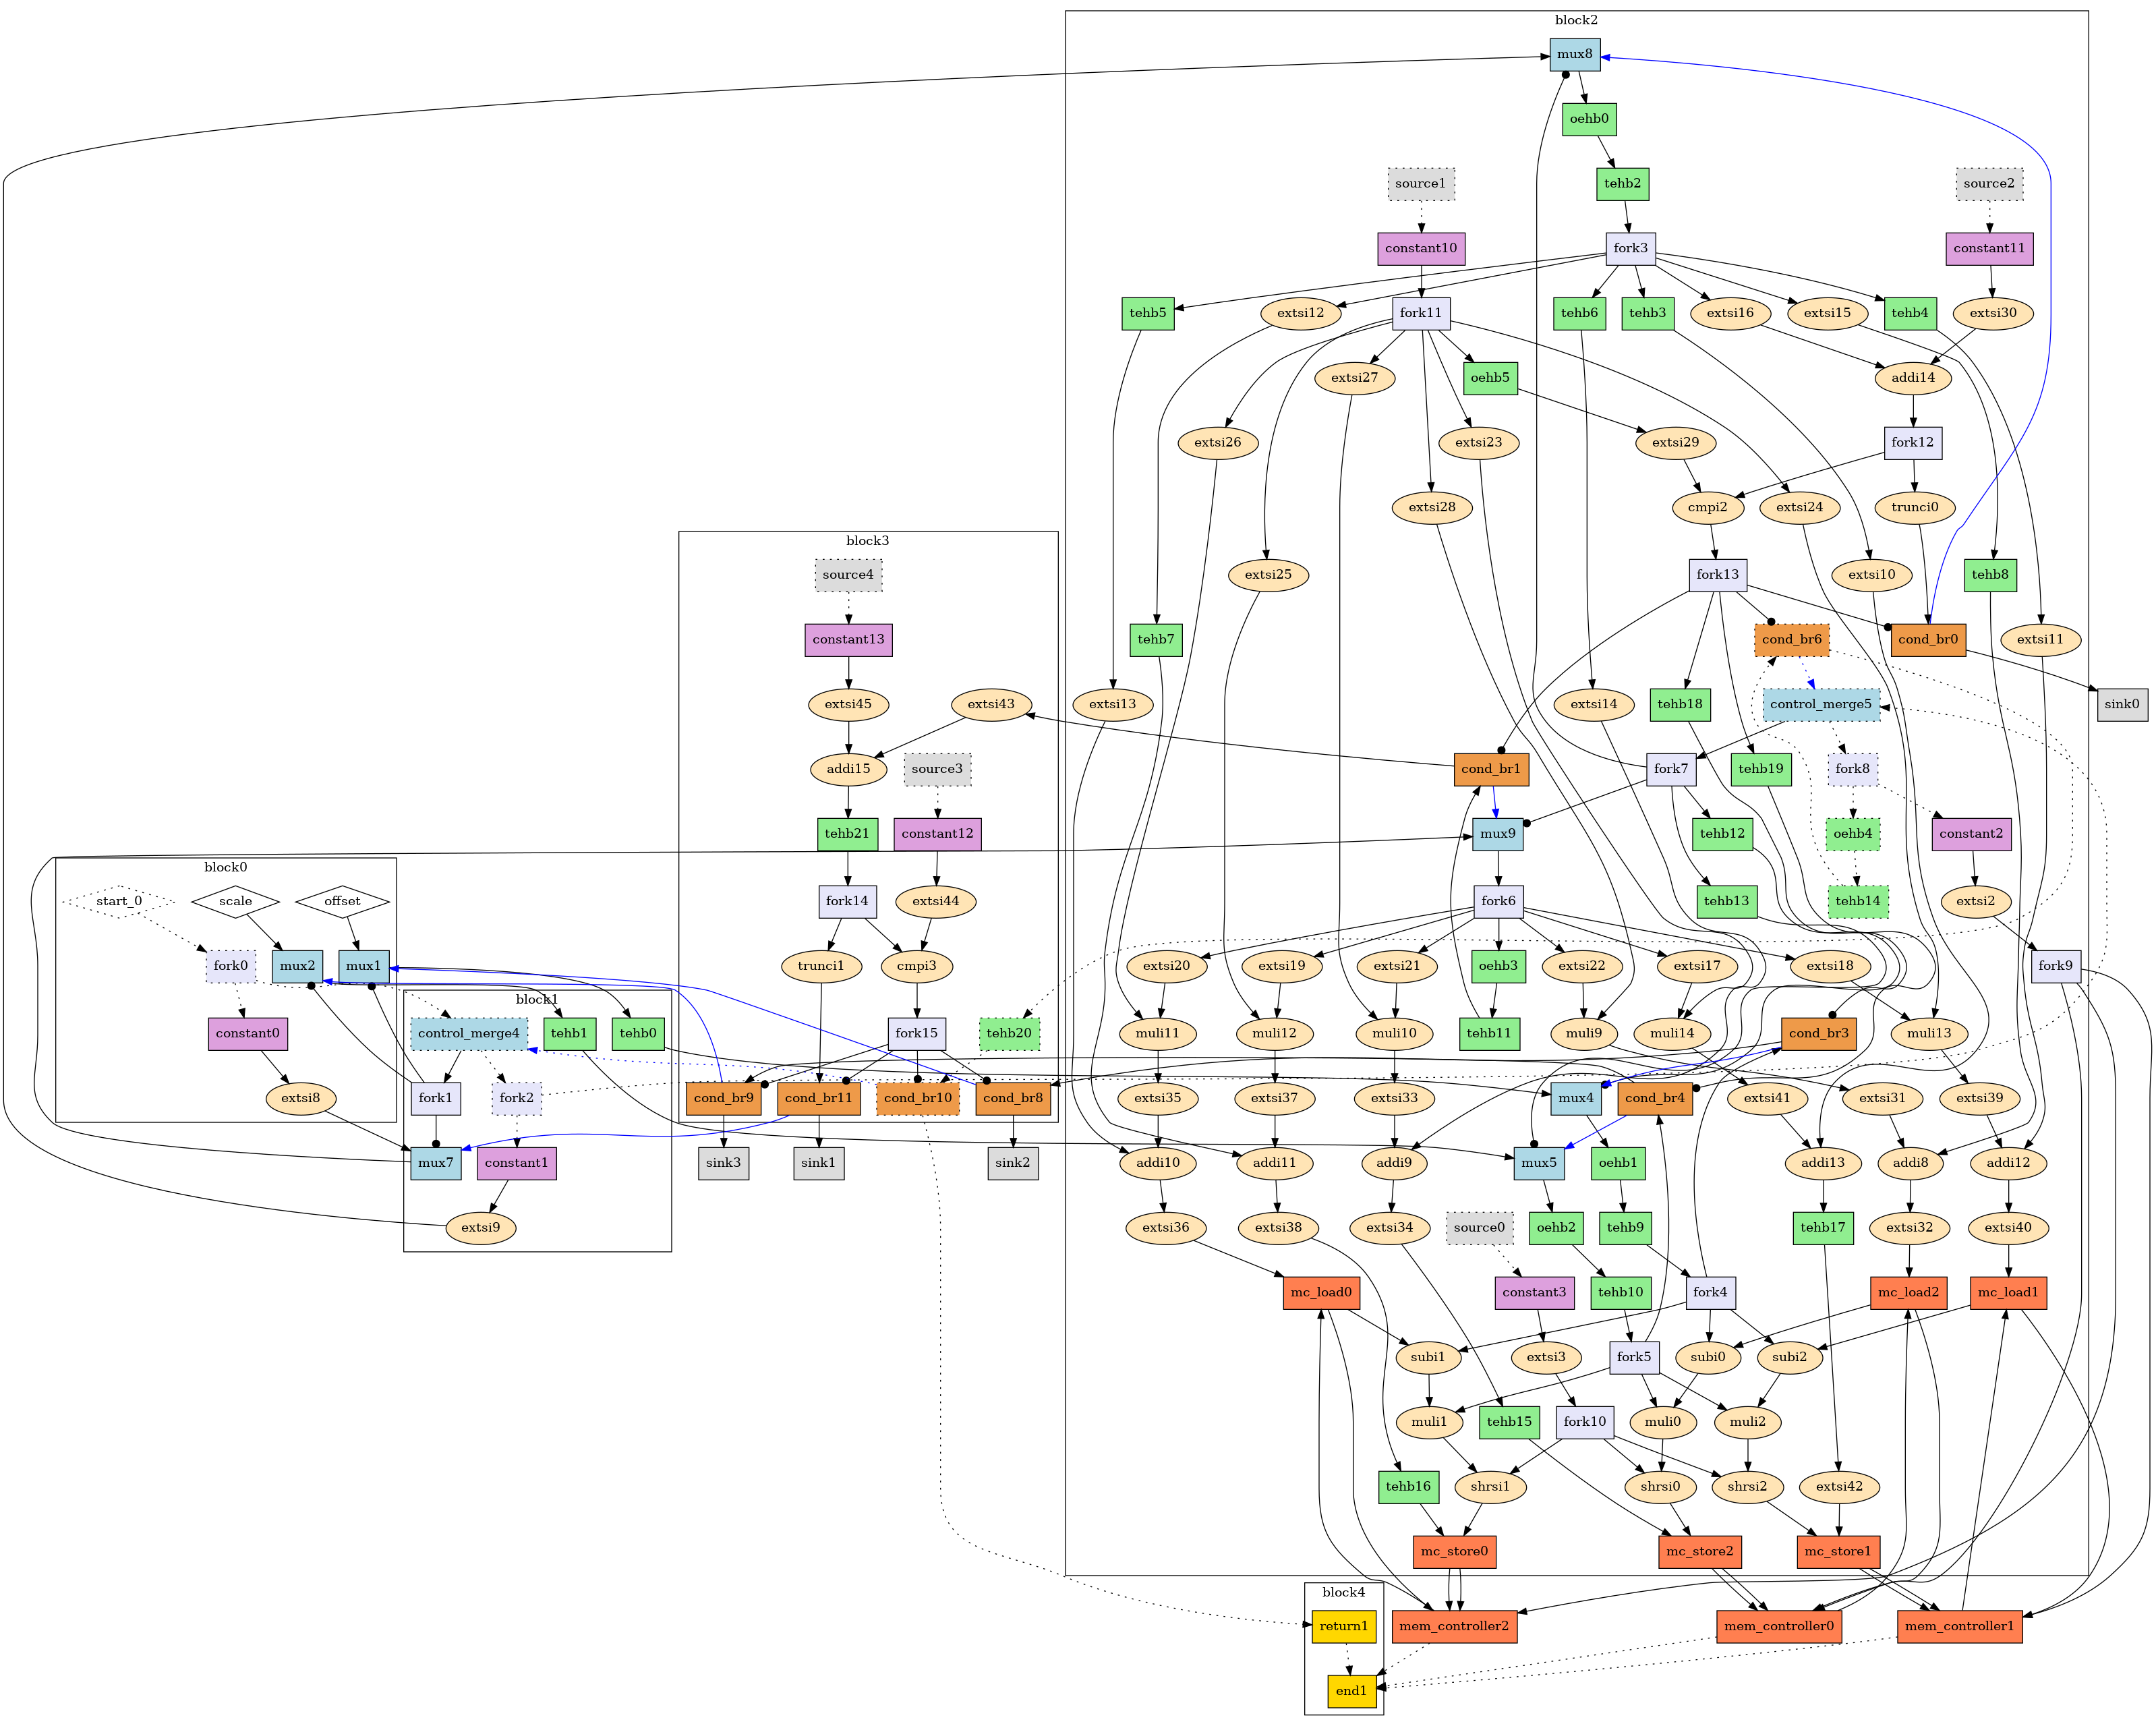 block2
mux8
oehb0
source1
tehb2
source2
constant10
fork3
constant11
tehb5
extsi12
fork11
tehb6
tehb3
extsi16
extsi15
tehb4
extsi30
extsi27
oehb5
addi14
extsi26
extsi23
extsi29
fork12
extsi28
cmpi2
extsi24
trunci0
block3
source4
extsi25
fork13
extsi10
tehb8
constant13
tehb7
cond_br6
cond_br0
extsi11
extsi45
extsi43
extsi13
extsi14
tehb18
control_merge5
sink0
addi15
source3
cond_br1
fork7
tehb19
fork8
tehb21
constant12
mux9
tehb12
oehb4
constant2
block0
start_0
scale
offset
fork14
extsi44
fork6
tehb13
tehb14
extsi2
fork0
mux2
mux1
trunci1
cmpi3
extsi20
extsi19
extsi21
oehb3
extsi22
extsi17
extsi18
fork9
block1
constant0
control_merge4
tehb1
tehb0
fork15
tehb20
muli11
muli12
muli10
tehb11
muli9
muli14
cond_br3
muli13
extsi8
fork1
fork2
cond_br9
cond_br11
cond_br10
cond_br8
extsi35
extsi37
extsi33
mux4
cond_br4
extsi41
extsi31
extsi39
mux7
constant1
sink3
sink1
sink2
addi10
addi11
addi9
mux5
oehb1
addi13
addi8
addi12
extsi9
extsi36
extsi38
extsi34
source0
oehb2
tehb9
tehb17
extsi32
extsi40
mc_load0
constant3
tehb10
fork4
mc_load2
mc_load1
subi1
extsi3
fork5
subi0
subi2
muli1
tehb15
fork10
muli0
muli2
tehb16
shrsi1
shrsi0
shrsi2
extsi42
mc_store0
mc_store2
mc_store1
block4
return1
mem_controller2
mem_controller0
mem_controller1
end1